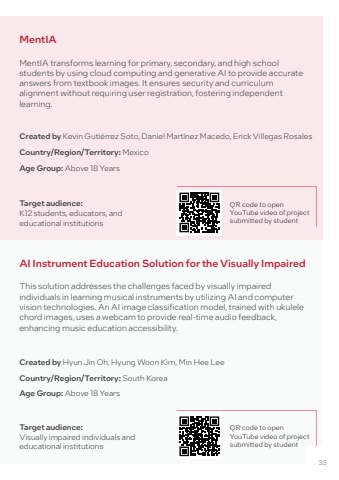 MentIA
MentIA transforms learning for primary, secondary, and high school
students by using cloud computing and generative AI to provide accurate
answers from textbook images. It ensures security and curriculum
alignment without requiring user registration, fostering independent
learning.
Created by Kevin Gutiérrez Soto, Daniel Martínez Macedo, Erick Villegas Rosales
Country/Region/Territory: Mexico
Age Group: Above 18 Years
Target audience:
K12 students, educators, and
educational institutions
QR code to open
YouTube video of project
submitted by student
AI Instrument Education Solution for the Visually Impaired
This solution addresses the challenges faced by visually impaired
individuals in learning musical instruments by utilizing AI and computer
vision technologies. An AI image classification model, trained with ukulele
chord images, uses a webcam to provide real-time audio feedback,
enhancing music education accessibility.
Created by Hyun Jin Oh, Hyung Woon Kim, Min Hee Lee
Country/Region/Territory: South Korea
Age Group: Above 18 Years
Target audience:
Visually impaired individuals and
educational institutions
QR code to open
YouTube video of project
submitted by student
33